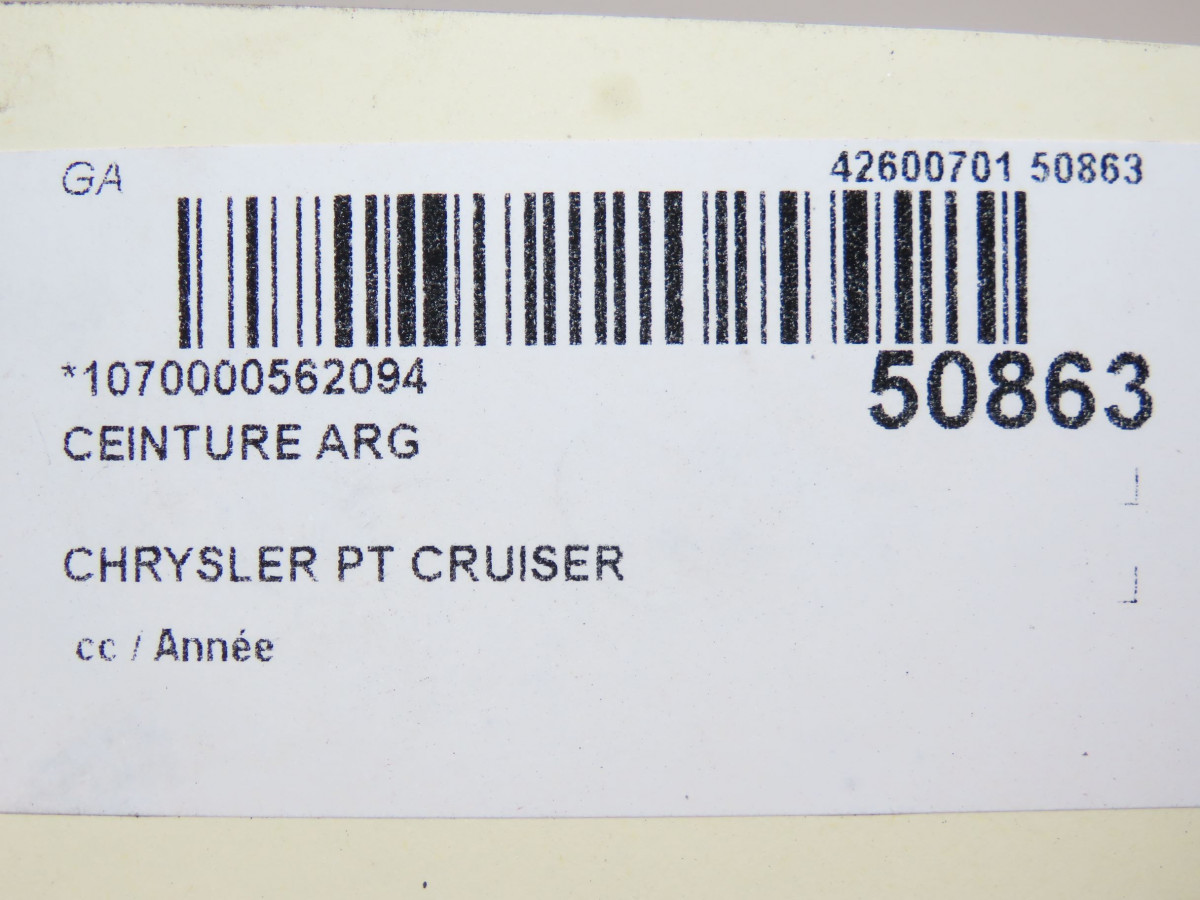 GA
42600701 50863
*1070000562094
50863
CEINTURE ARG
CHRYSLER PT CRUISER
cc / Année